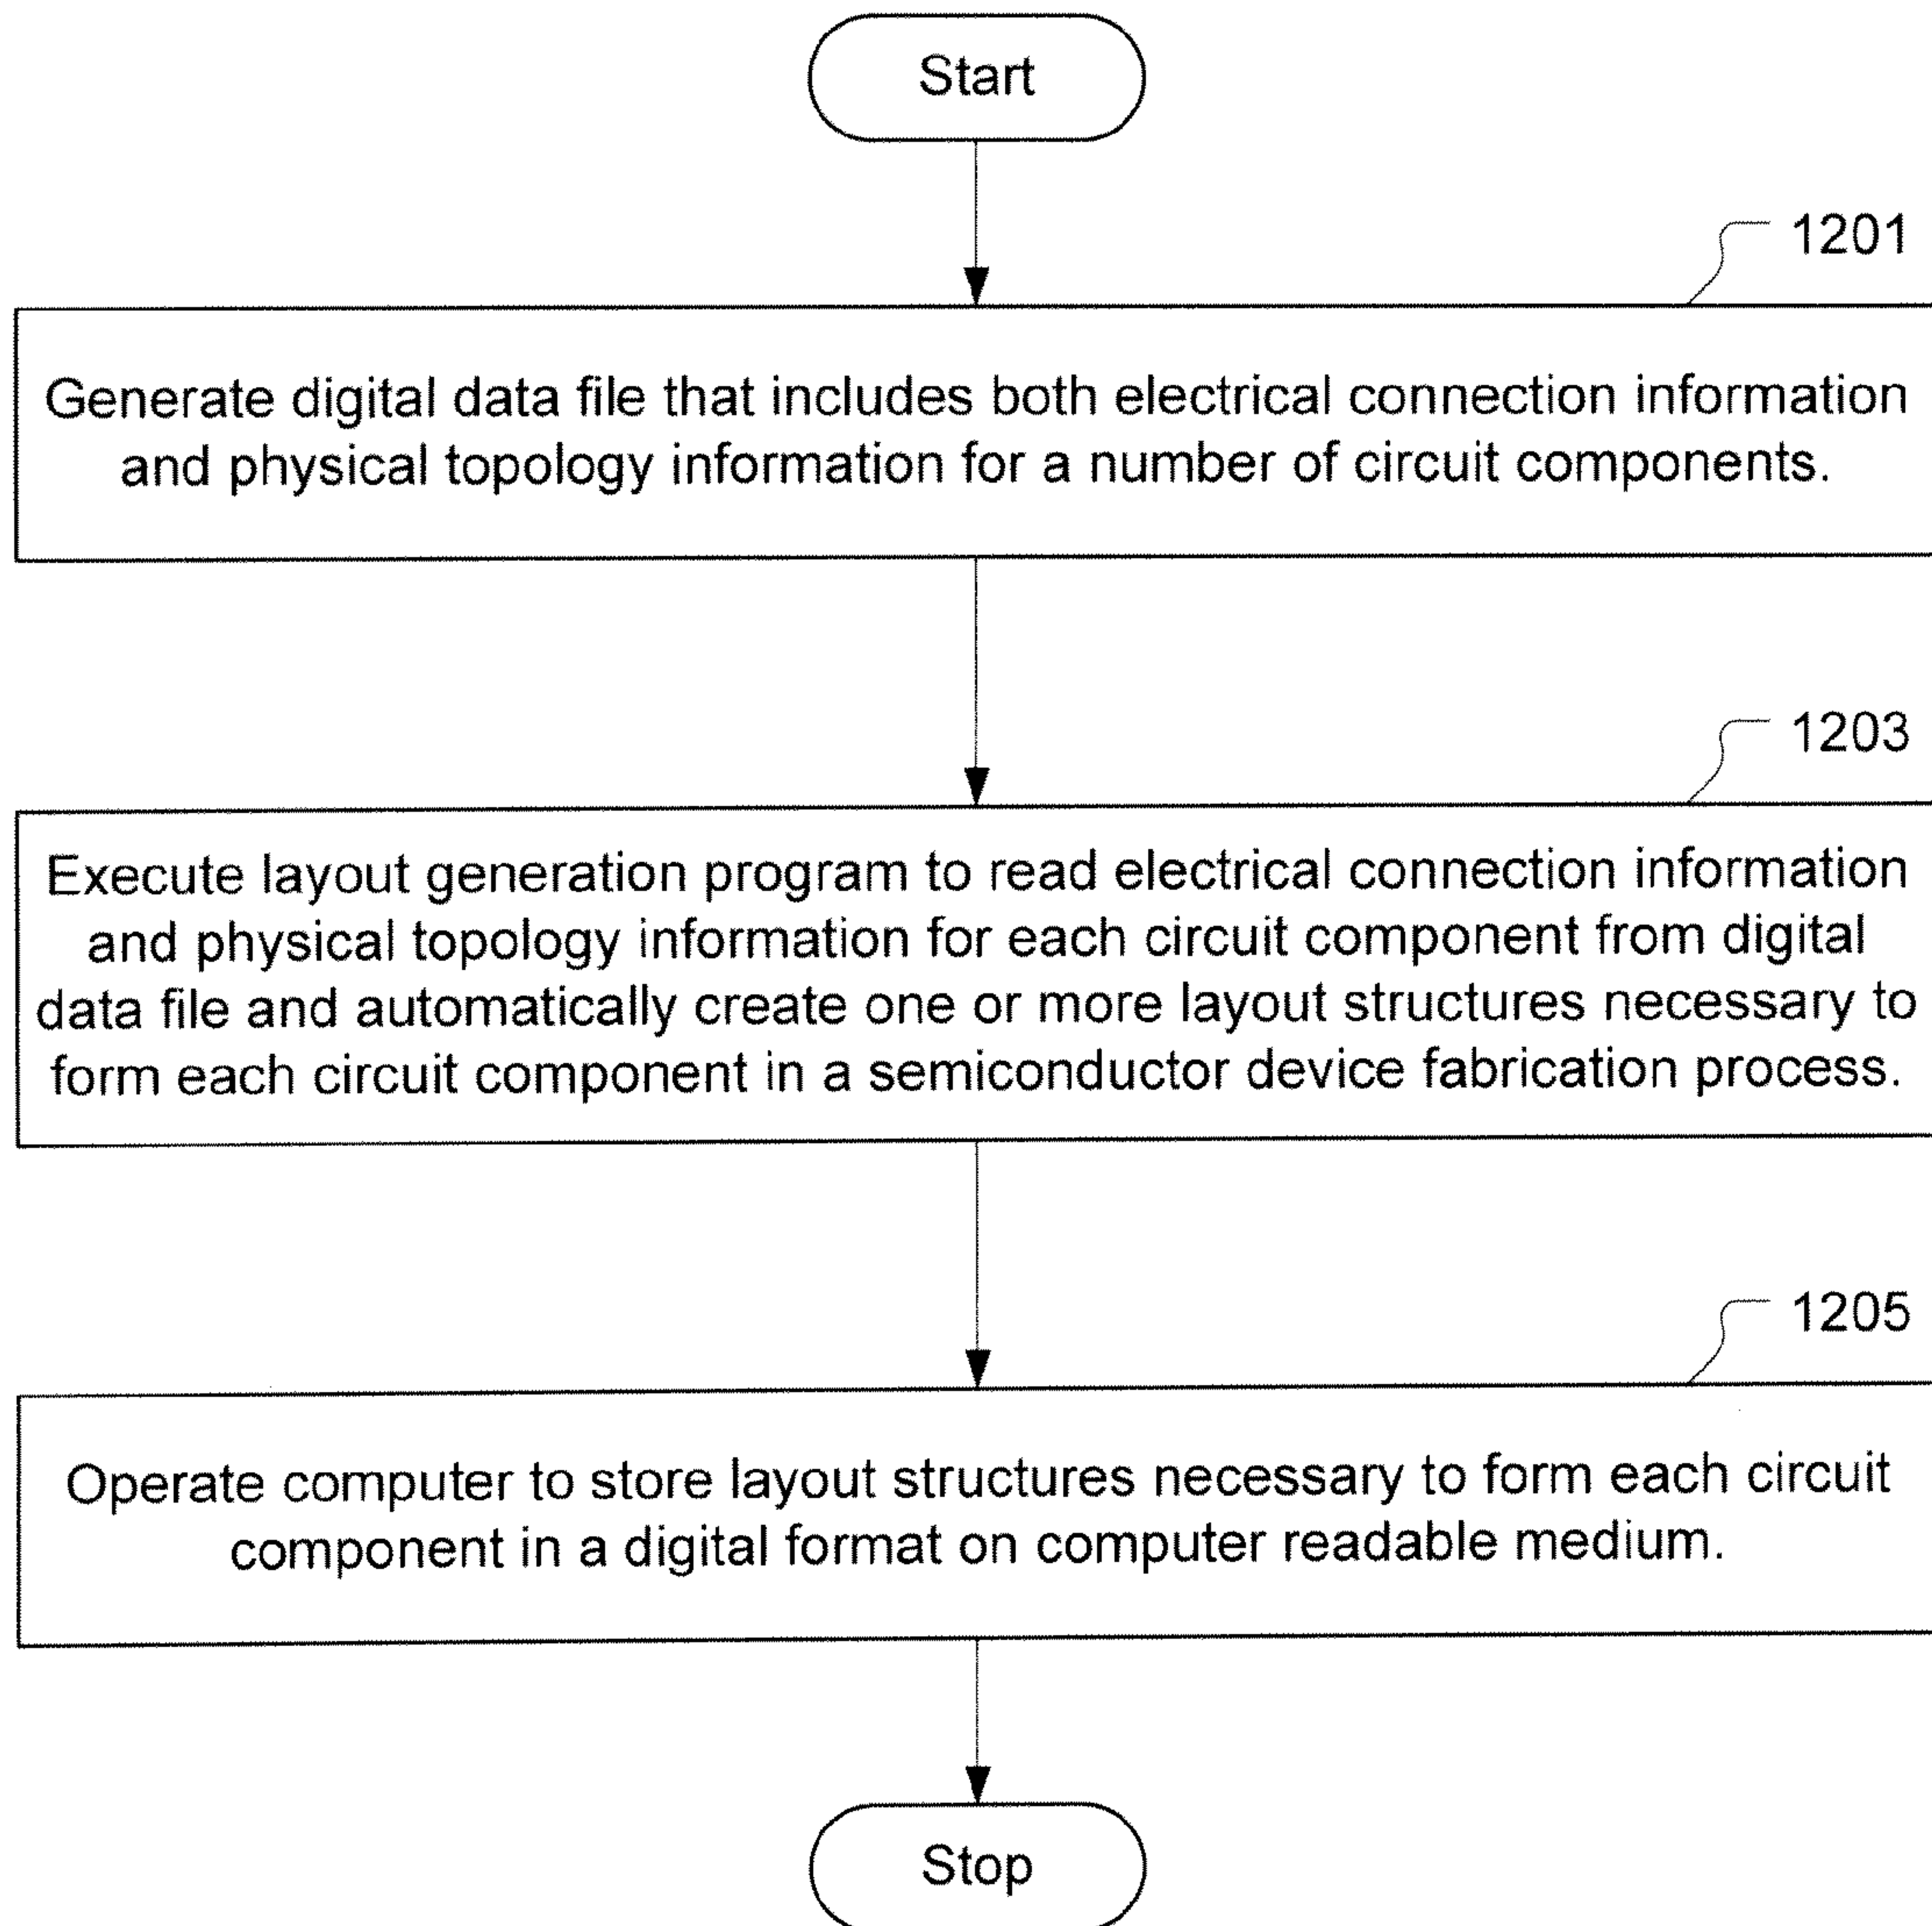 Start
1201
Generate digital data file that includes both electrical connection information
and physical topology information for a number of circuit components.
1203
Execute layout generation program to read electrical connection information
and physical topology information for each circuit component from digital
data file and automatically create one or more layout structures necessary to
form each circuit component in a semiconductor device fabrication process.
1205
Operate computer to store layout structures necessary to form each circuit
component in a digital format on computer readable medium.
Stop